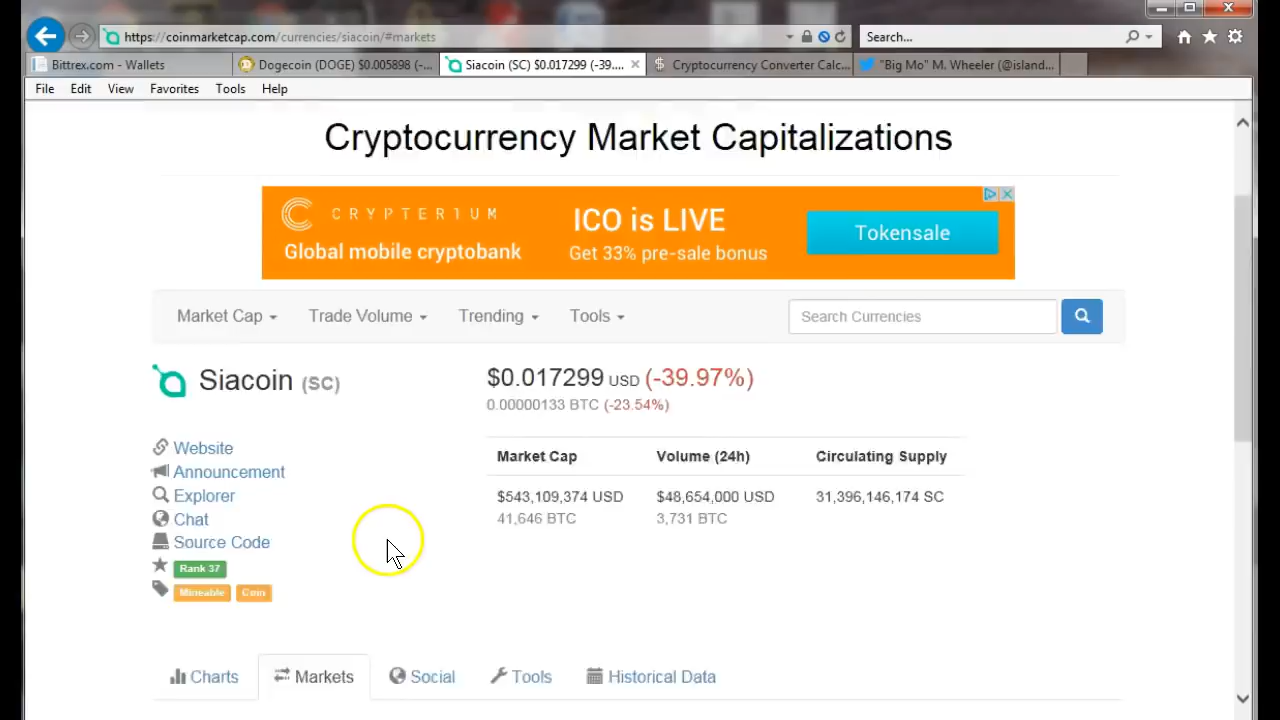 https://coinmarketcap.com/currencies/siacoin/#markets
Search...
Bittrex.com - Wallets
Dogecoin (DOGE) $0.005898 (-...
Siacoin (SC) $0.017299 (-39....
Cryptocurrency Converter Calc...
"Big Mo" M. Wheeler (@island...
File Edit View Favorites Tools Help
Cryptocurrency Market Capitalizations
CRYPTERIUM
Global mobile cryptobank
ICO is LIVE
Get 33% pre-sale bonus
Tokensale
Market Cap Trade Volume Trending Tools
Search Currencies
Siacoin (SC)
$0.017299 USD (-39.97%)
0.00000133 BTC (-23.54%)
Website
Announcement
Explorer
Chat
Source Code
Rank 37
Mineable Coin
Market Cap Volume (24h) Circulating Supply
$543,109,374 USD $48,654,000 USD 31,396,146,174 SC
41,646 BTC 3,731 BTC
Charts Markets Social Tools Historical Data